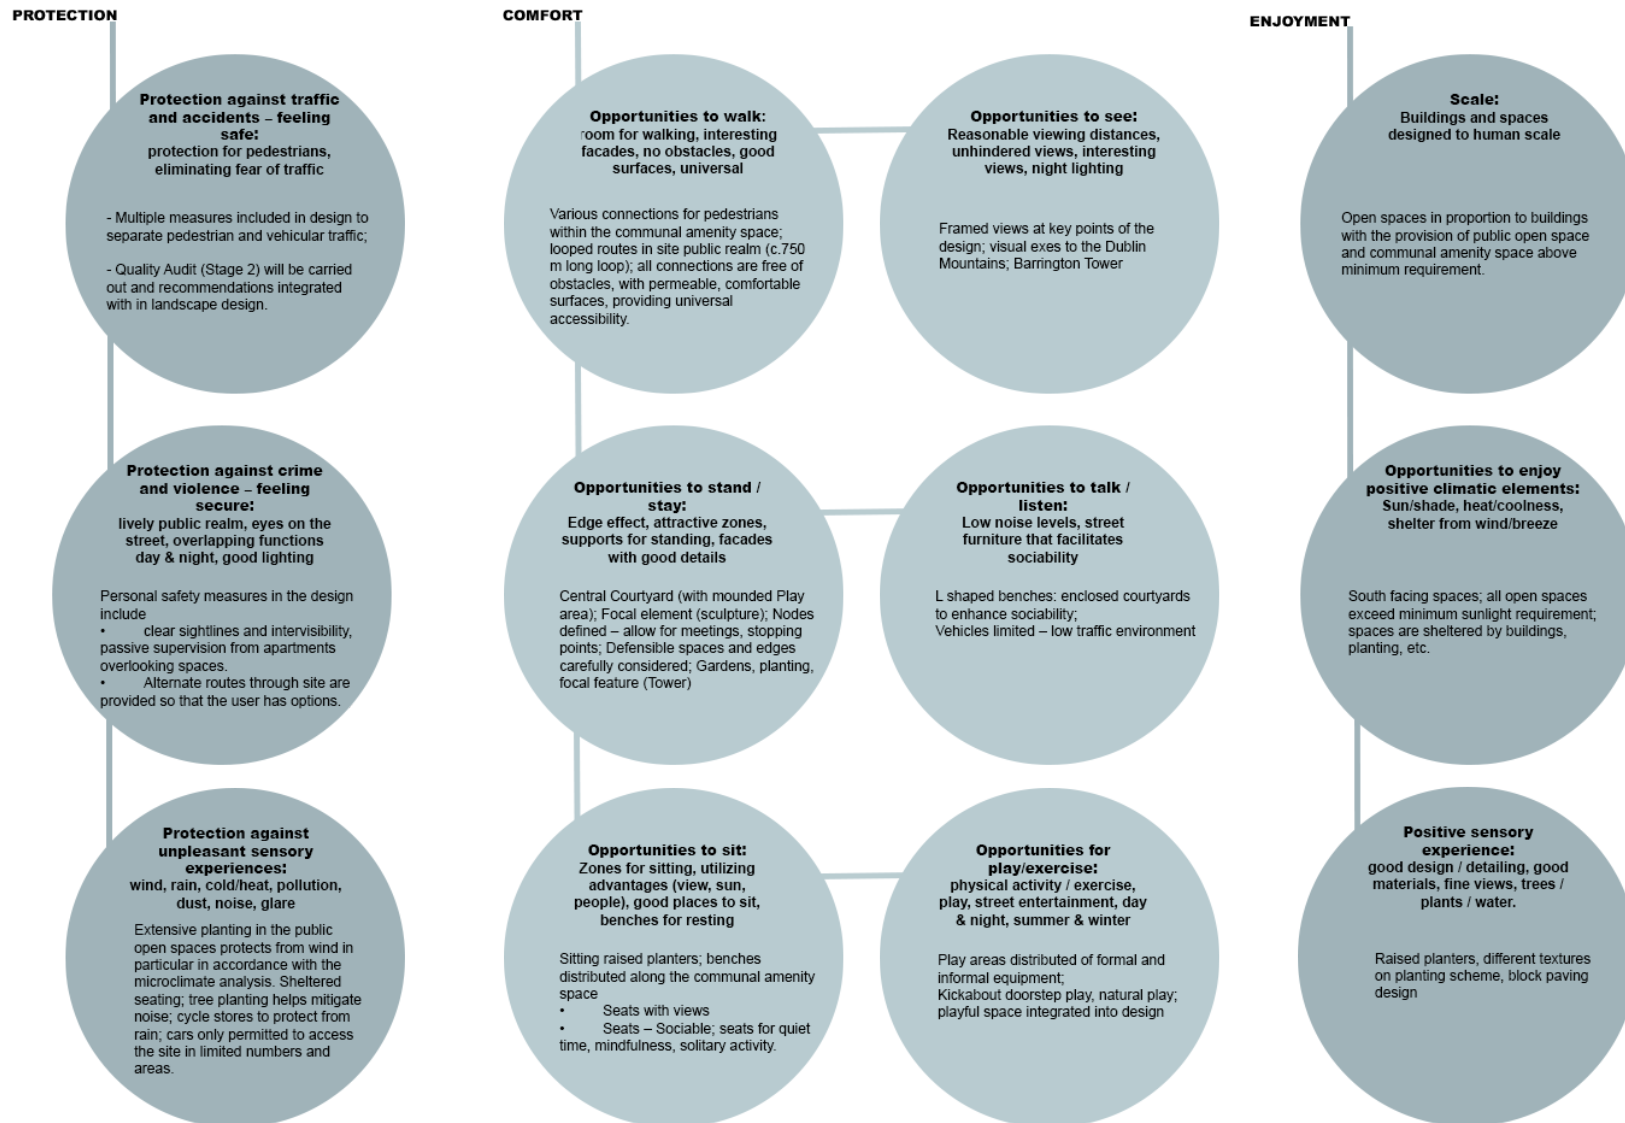 PROTECTION
Protection against traffic
and accidents – feeling
safe:
protection for pedestrians,
eliminating fear of traffic
- Multiple measures included in design to
separate pedestrian and vehicular traffic;
- Quality Audit (Stage 2) will be carried
out and recommendations integrated
with in landscape design.
Protection against crime
and violence – feeling
secure:
lively public realm, eyes on the
street, overlapping functions
day & night, good lighting
Personal safety measures in the design
include
• clear sightlines and intervisibility,
passive supervision from apartments
overlooking spaces.
• Alternate routes through site are
provided so that the user has options.
Protection against
unpleasant sensory
experiences:
wind, rain, cold/heat, pollution,
dust, noise, glare
Extensive planting in the public
open spaces protects from wind in
particular in accordance with the
microclimate analysis. Sheltered
seating; tree planting helps mitigate
noise; cycle stores to protect from
rain; cars only permitted to access
the site in limited numbers and
areas.
COMFORT
Opportunities to walk:
room for walking, interesting
facades, no obstacles, good
surfaces, universal
Various connections for pedestrians
within the communal amenity space;
looped routes in site public realm (c.750
m long loop); all connections are free of
obstacles, with permeable, comfortable
surfaces, providing universal
accessibility.
Opportunities to see:
Reasonable viewing distances,
unhindered views, interesting
views, night lighting
Framed views at key points of the
design; visual exes to the Dublin
Mountains; Barrington Tower
Opportunities to stand /
stay:
Edge effect, attractive zones,
supports for standing, facades
with good details
Central Courtyard (with mounded Play
area); Focal element (sculpture); Nodes
defined – allow for meetings, stopping
points; Defensible spaces and edges
carefully considered; Gardens, planting,
focal feature (Tower)
Opportunities to talk /
listen:
Low noise levels, street
furniture that facilitates
sociability
L shaped benches: enclosed courtyards
to enhance sociability;
Vehicles limited – low traffic environment
Opportunities to sit:
Zones for sitting, utilizing
advantages (view, sun,
people), good places to sit,
benches for resting
Sitting raised planters; benches
distributed along the communal amenity
space
• Seats with views
• Seats – Sociable; seats for quiet
time, mindfulness, solitary activity.
Opportunities for
play/exercise:
physical activity / exercise,
play, street entertainment, day
& night, summer & winter
Play areas distributed of formal and
informal equipment;
Kickabout doorstep play, natural play;
playful space integrated into design
ENJOYMENT
Scale:
Buildings and spaces
designed to human scale
Open spaces in proportion to buildings
with the provision of public open space
and communal amenity space above
minimum requirement.
Opportunities to enjoy
positive climatic elements:
Sun/shade, heat/coolness,
shelter from wind/breeze
South facing spaces; all open spaces
exceed minimum sunlight requirement;
spaces are sheltered by buildings,
planting, etc.
Positive sensory
experience:
good design / detailing, good
materials, fine views, trees /
plants / water.
Raised planters, different textures
on planting scheme, block paving
design